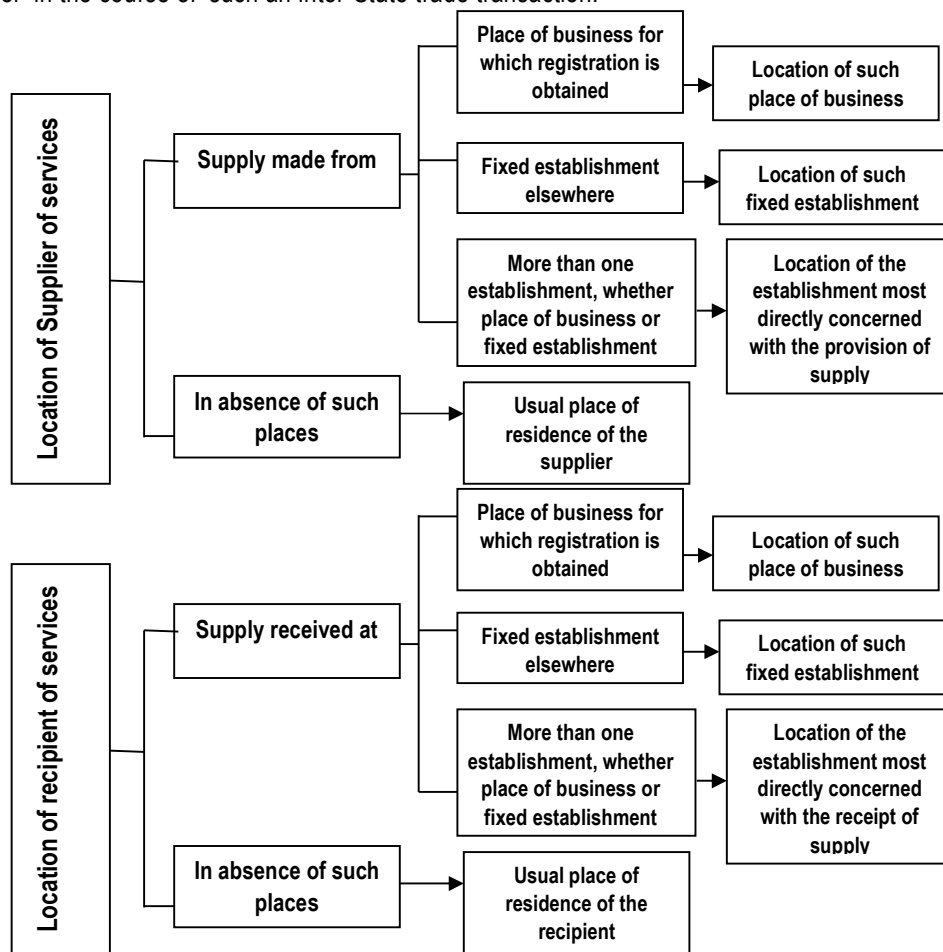 in the course of' such an inter-State trade transaction.
Location of Supplier of services
Supply made from
Place of business for
which registration is
obtained
Location of such
place of business
Fixed establishment
elsewhere
Location of such
fixed establishment
More than one
establishment, whether
place of business or
fixed establishment
Location of the
establishment most
directly concerned
with the provision of
supply
In absence of such
places
Usual place of
residence of the
supplier
Location of recipient of services
Supply received at
Place of business for
which registration is
obtained
Location of such
place of business
Fixed establishment
elsewhere
Location of such
fixed establishment
More than one
establishment, whether
place of business or
fixed establishment
Location of the
establishment most
directly concerned
with the receipt of
supply
In absence of such
places
Usual place of
residence of the
recipient